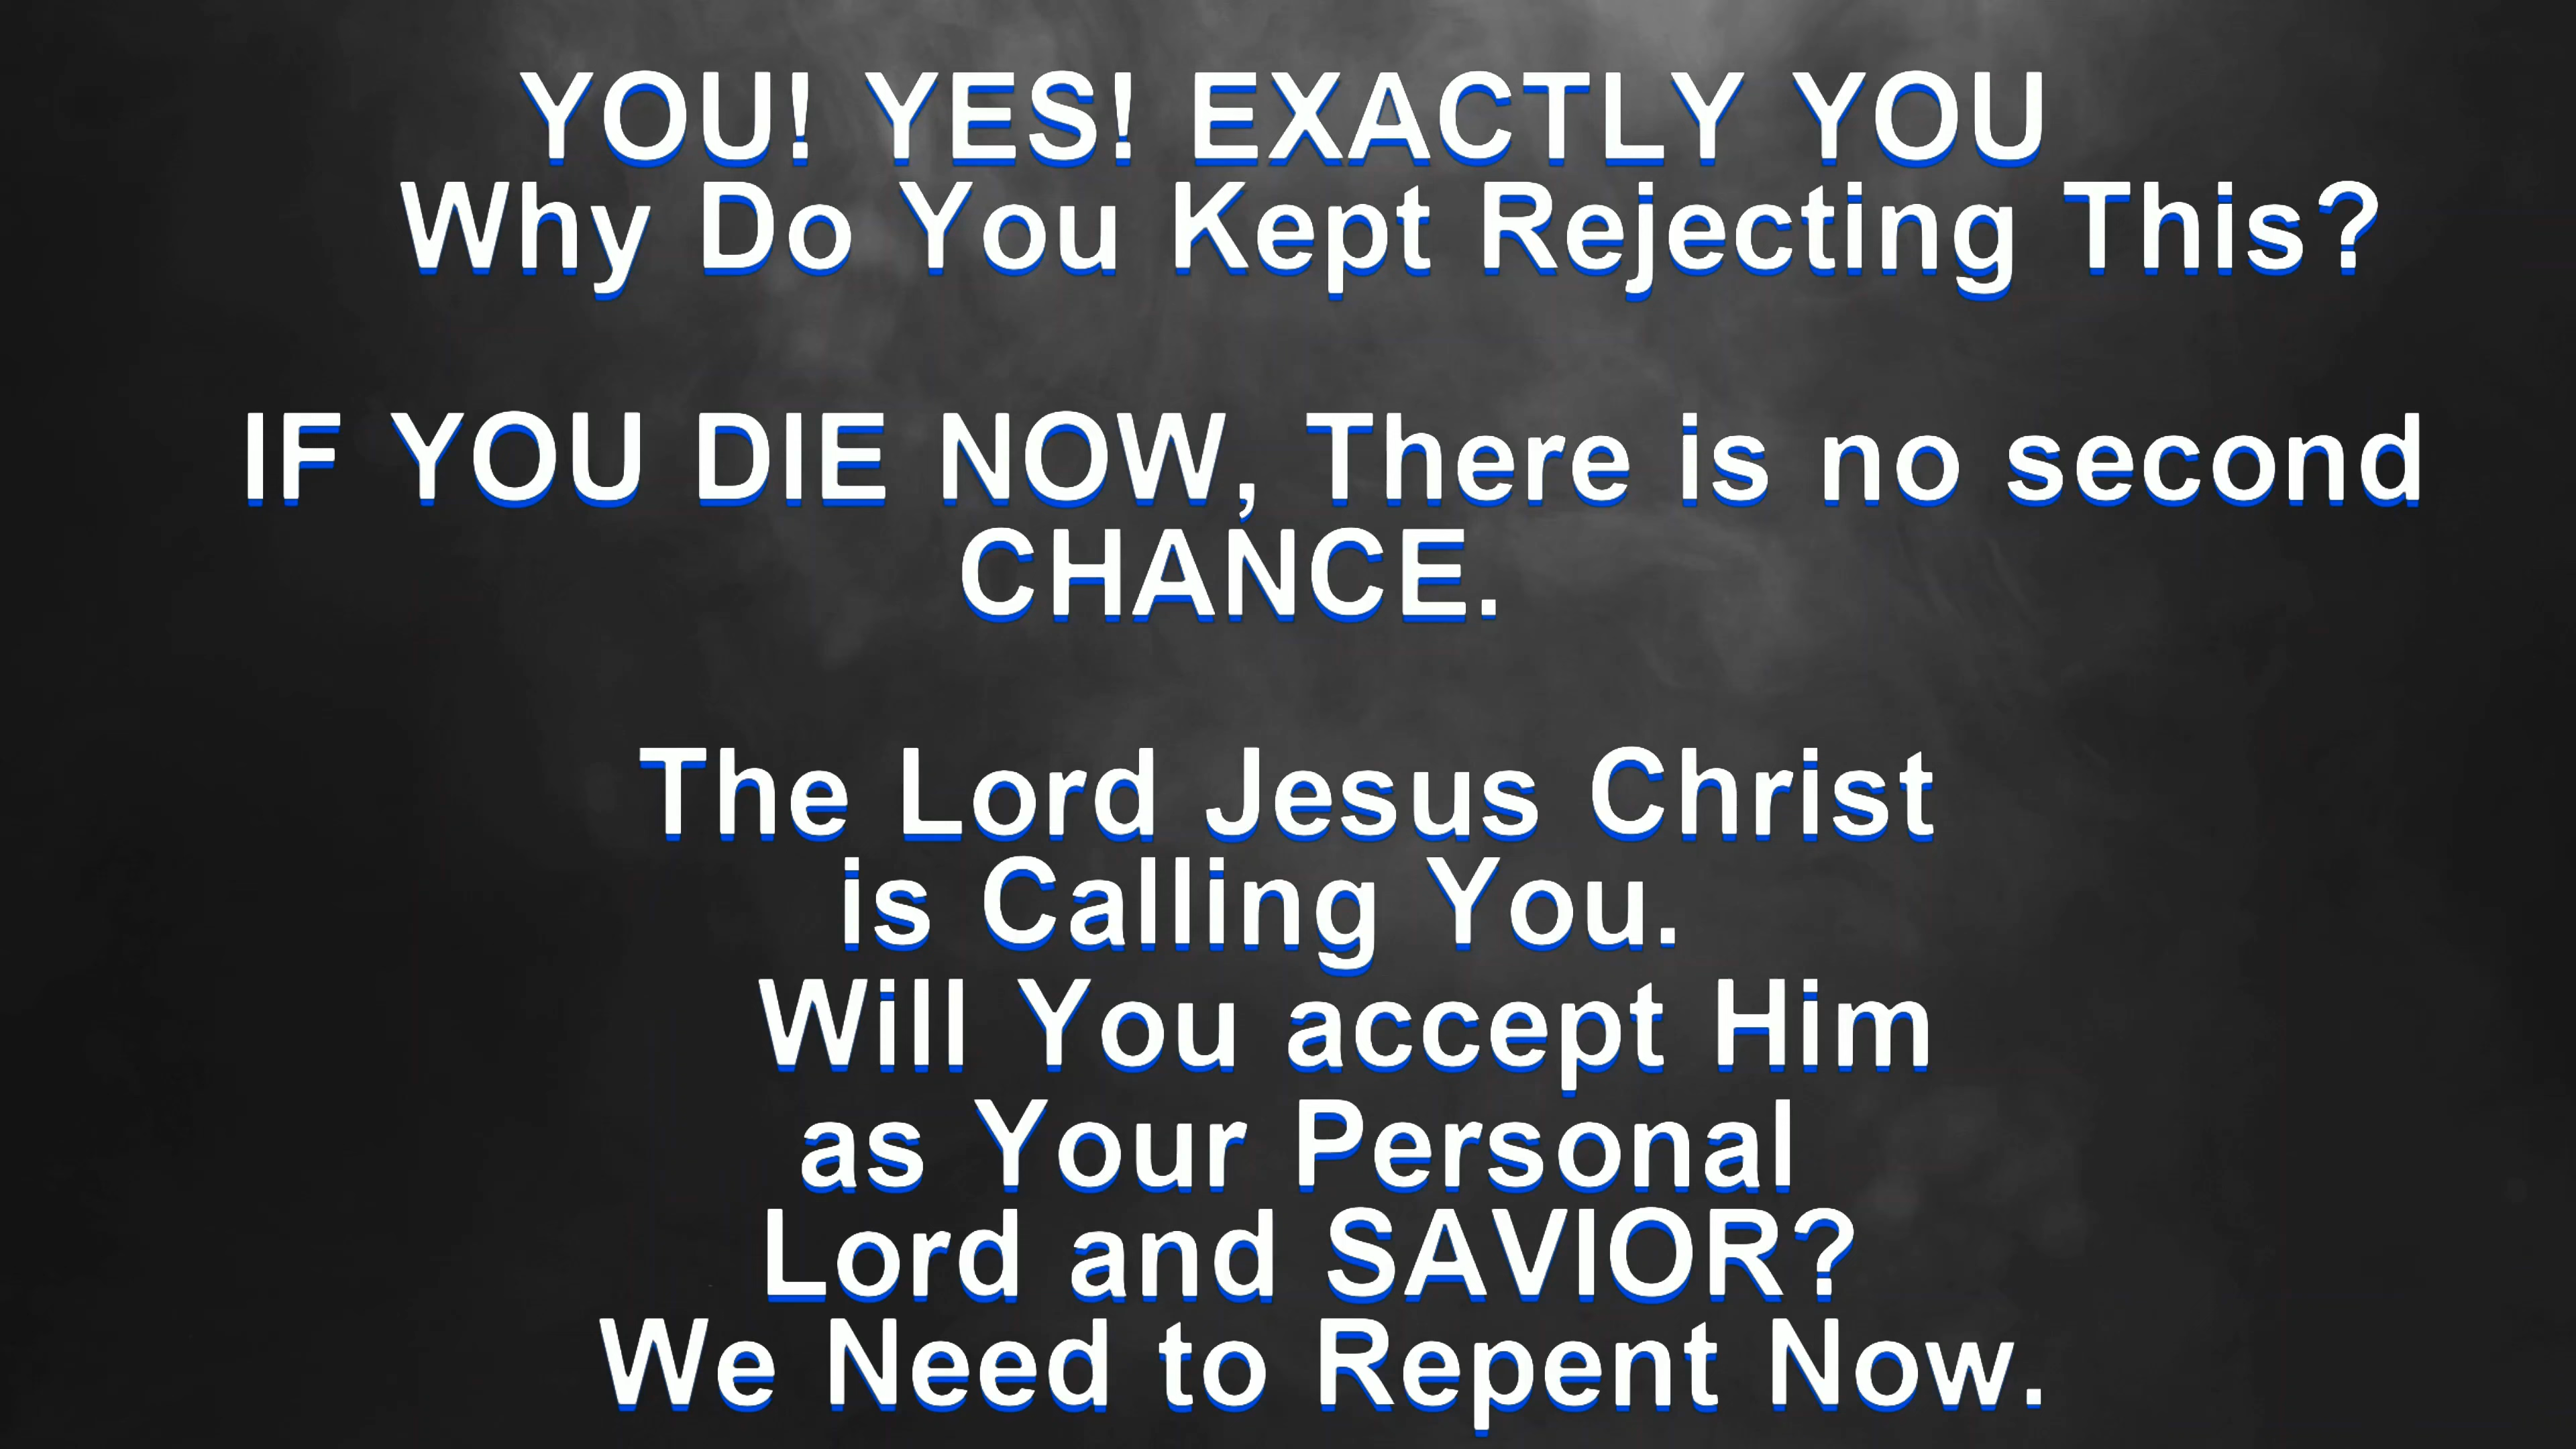 YOU! YES! EXACTLY YOU
Why Do You Kept Rejecting This?
IF YOU DIE NOW, There is no second
CHANCE.
The Lord Jesus Christ
is Calling You.
Will You accept Him
as Your Personal
Lord and SAVIOR?
We Need to Repent Now.